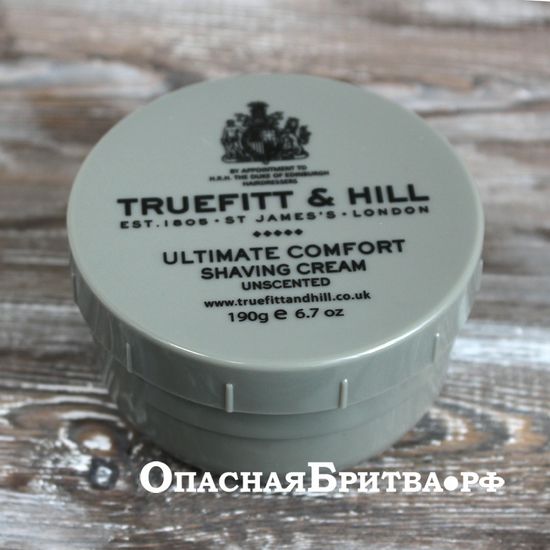 BY APPOINTMENT TO
H.R.H. THE DUKE OF EDINBURGH
HAIRDRESSERS
TRUEFITT & HILL
EST. 1805 · ST JAMES'S · LONDON
ULTIMATE COMFORT
SHAVING CREAM
UNSCENTED
www.truefittandhill.co.uk
190g e 6.7 oz
ОПАСНАЯБРИТВА.РФ